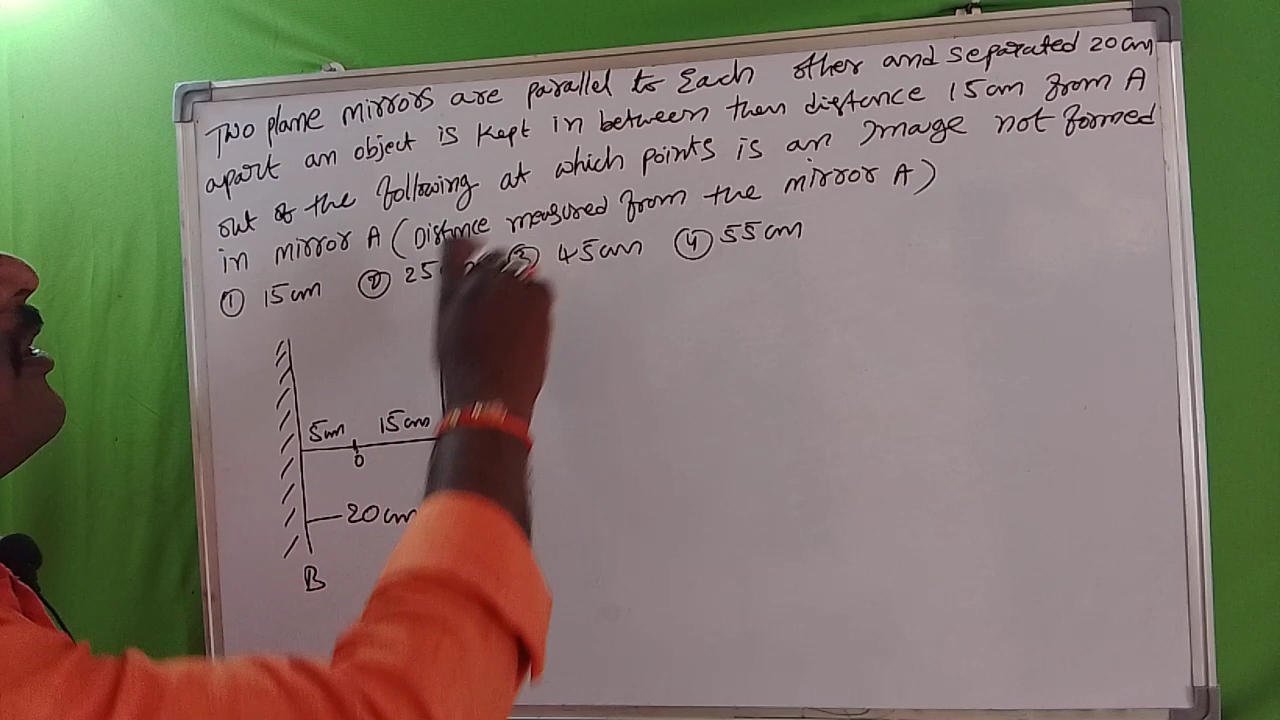 Two plane mirrors are parallel to Each other and separated 20cm
apart an object is kept in between then distance 15cm from A
out of the following at which points is an Image not formed
in mirror A (Distance measured from the mirror A)
① 15cm ② 25 ③ 45cm ④ 55cm
5cm 15cm
O
20cm
B